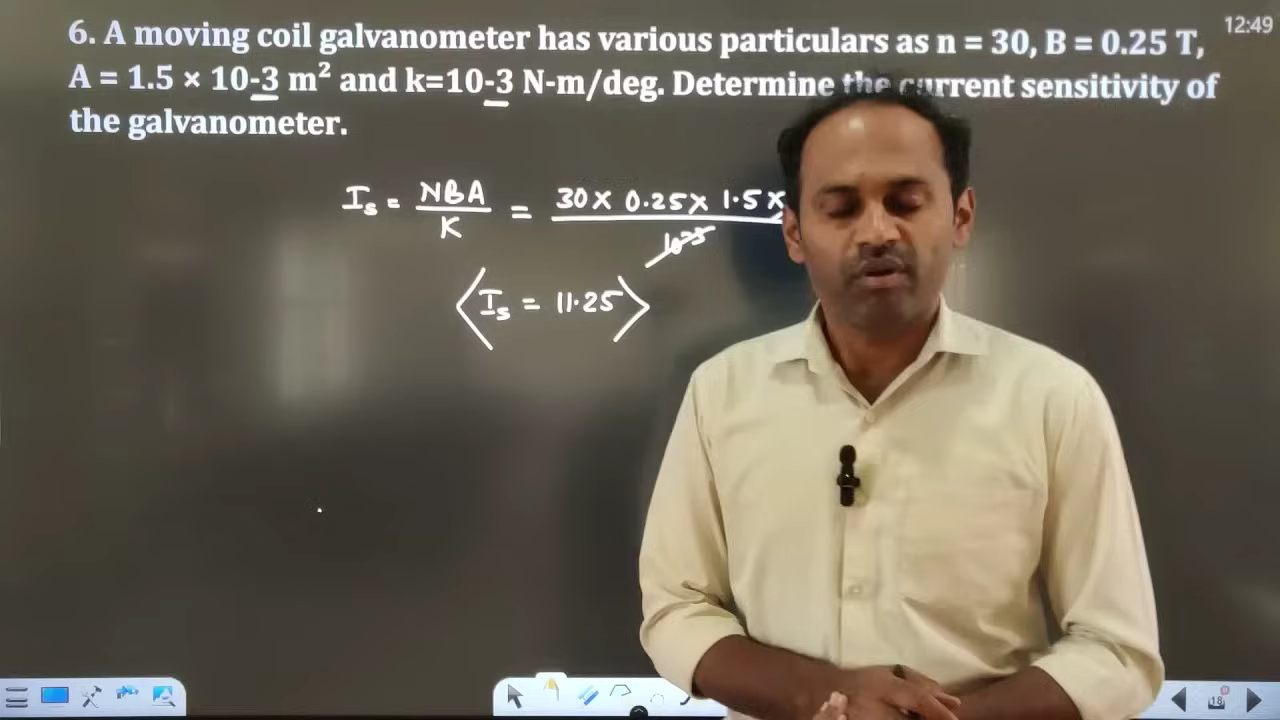 12:49
6. A moving coil galvanometer has various particulars as n = 30, B = 0.25 T,
A = 1.5 × 10-3 m² and k=10-3 N-m/deg. Determine the current sensitivity of
the galvanometer.
Is = NBA / K = 30 × 0.25 × 1.5 ×
Is = 11.25
18